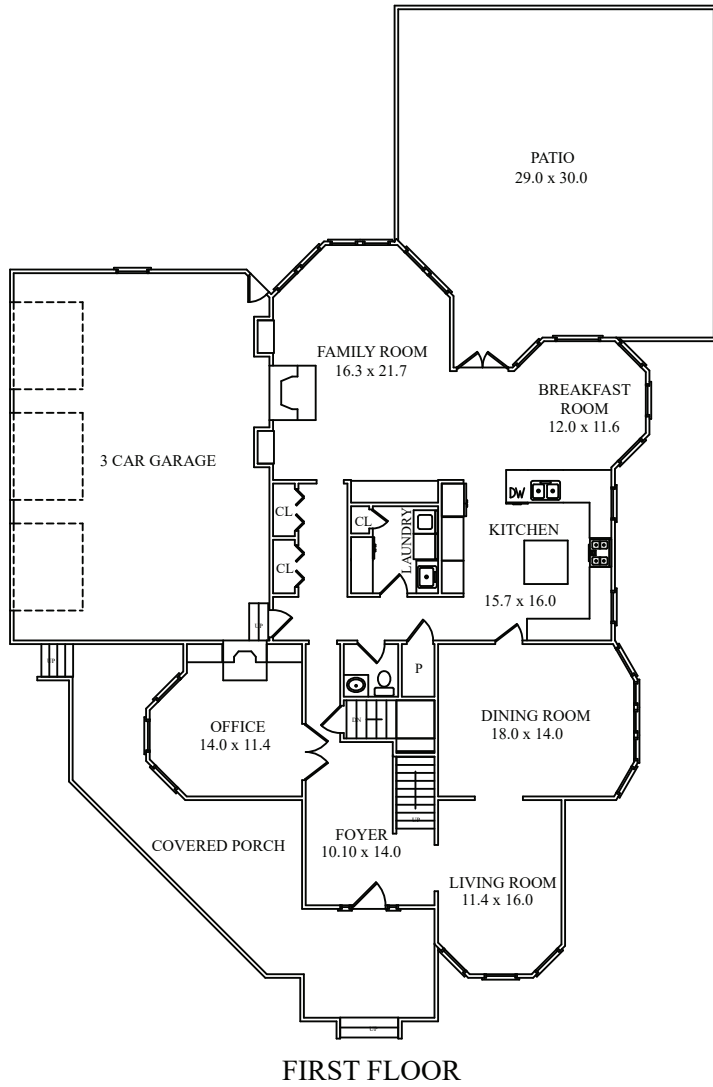 PATIO
29.0 x 30.0
FAMILY ROOM
16.3 x 21.7
BREAKFAST
ROOM
12.0 x 11.6
3 CAR GARAGE
DW
CL
CL
LAUNDRY
KITCHEN
CL
15.7 x 16.0
UP
UP
P
OFFICE
14.0 x 11.4
DN
DINING ROOM
18.0 x 14.0
UP
COVERED PORCH
FOYER
10.10 x 14.0
LIVING ROOM
11.4 x 16.0
UP
FIRST FLOOR